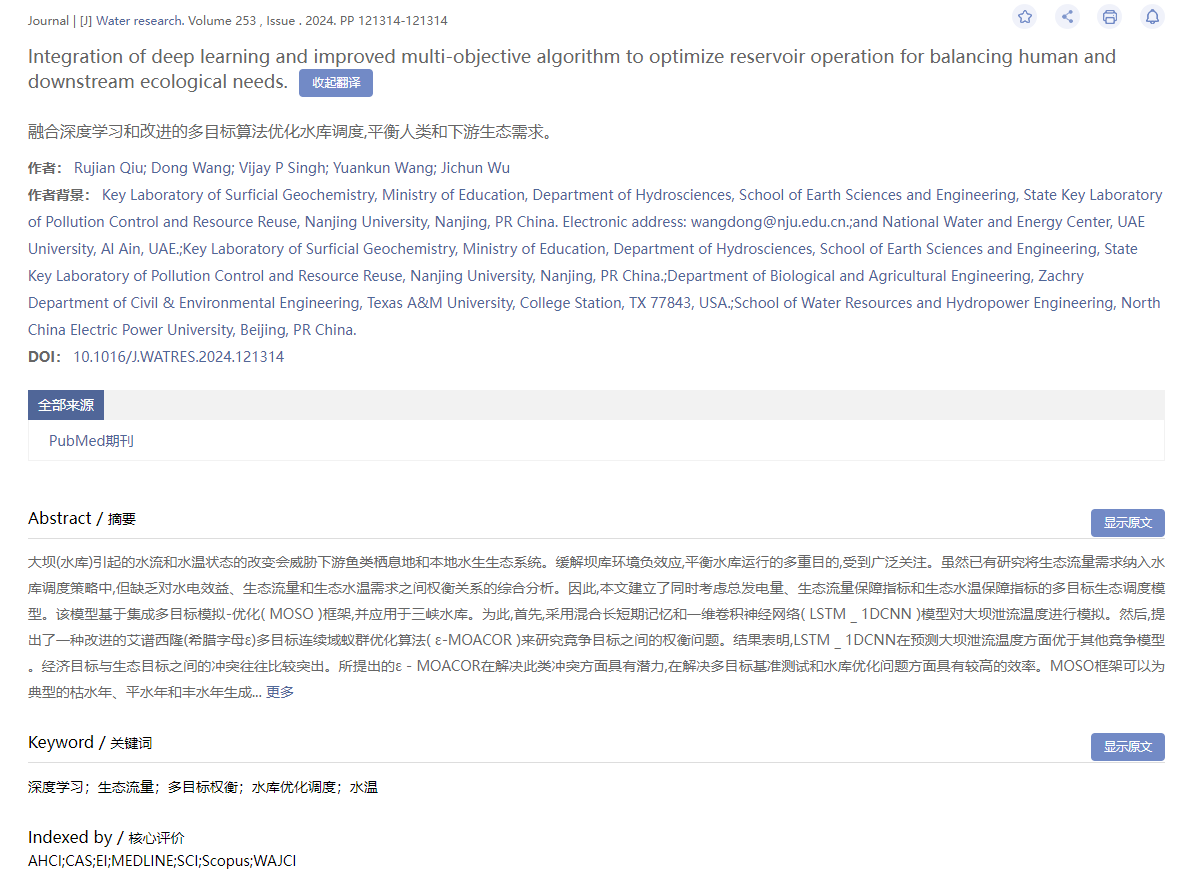 Journal | [J] Water research. Volume 253 , Issue . 2024. PP 121314-121314
Integration of deep learning and improved multi-objective algorithm to optimize reservoir operation for balancing human and
downstream ecological needs. 收起翻译
融合深度学习和改进的多目标算法优化水库调度,平衡人类和下游生态需求。
作者： Rujian Qiu; Dong Wang; Vijay P Singh; Yuankun Wang; Jichun Wu
作者背景： Key Laboratory of Surficial Geochemistry, Ministry of Education, Department of Hydrosciences, School of Earth Sciences and Engineering, State Key Laboratory
of Pollution Control and Resource Reuse, Nanjing University, Nanjing, PR China. Electronic address: wangdong@nju.edu.cn.;and National Water and Energy Center, UAE
University, Al Ain, UAE.;Key Laboratory of Surficial Geochemistry, Ministry of Education, Department of Hydrosciences, School of Earth Sciences and Engineering, State
Key Laboratory of Pollution Control and Resource Reuse, Nanjing University, Nanjing, PR China.;Department of Biological and Agricultural Engineering, Zachry
Department of Civil & Environmental Engineering, Texas A&M University, College Station, TX 77843, USA.;School of Water Resources and Hydropower Engineering, North
China Electric Power University, Beijing, PR China.
DOI： 10.1016/J.WATRES.2024.121314
全部来源
PubMed期刊
Abstract / 摘要
显示原文
大坝(水库)引起的水流和水温状态的改变会威胁下游鱼类栖息地和本地水生生态系统。缓解坝库环境负效应,平衡水库运行的多重目的,受到广泛关注。虽然已有研究将生态流量需求纳入水
库调度策略中,但缺乏对水电效益、生态流量和生态水温需求之间权衡关系的综合分析。因此,本文建立了同时考虑总发电量、生态流量保障指标和生态水温保障指标的多目标生态调度模
型。该模型基于集成多目标模拟-优化( MOSO )框架,并应用于三峡水库。为此,首先,采用混合长短期记忆和一维卷积神经网络( LSTM _ 1DCNN )模型对大坝泄流温度进行模拟。然后,提
出了一种改进的艾谱西隆(希腊字母ε)多目标连续域蚁群优化算法( ε-MOACOR )来研究竞争目标之间的权衡问题。结果表明,LSTM _ 1DCNN在预测大坝泄流温度方面优于其他竞争模型
。经济目标与生态目标之间的冲突往往比较突出。所提出的ε - MOACOR在解决此类冲突方面具有潜力,在解决多目标基准测试和水库优化问题方面具有较高的效率。MOSO框架可以为
典型的枯水年、平水年和丰水年生成... 更多
Keyword / 关键词
显示原文
深度学习；生态流量；多目标权衡；水库优化调度；水温
Indexed by / 核心评价
AHCI;CAS;EI;MEDLINE;SCI;Scopus;WAJCI